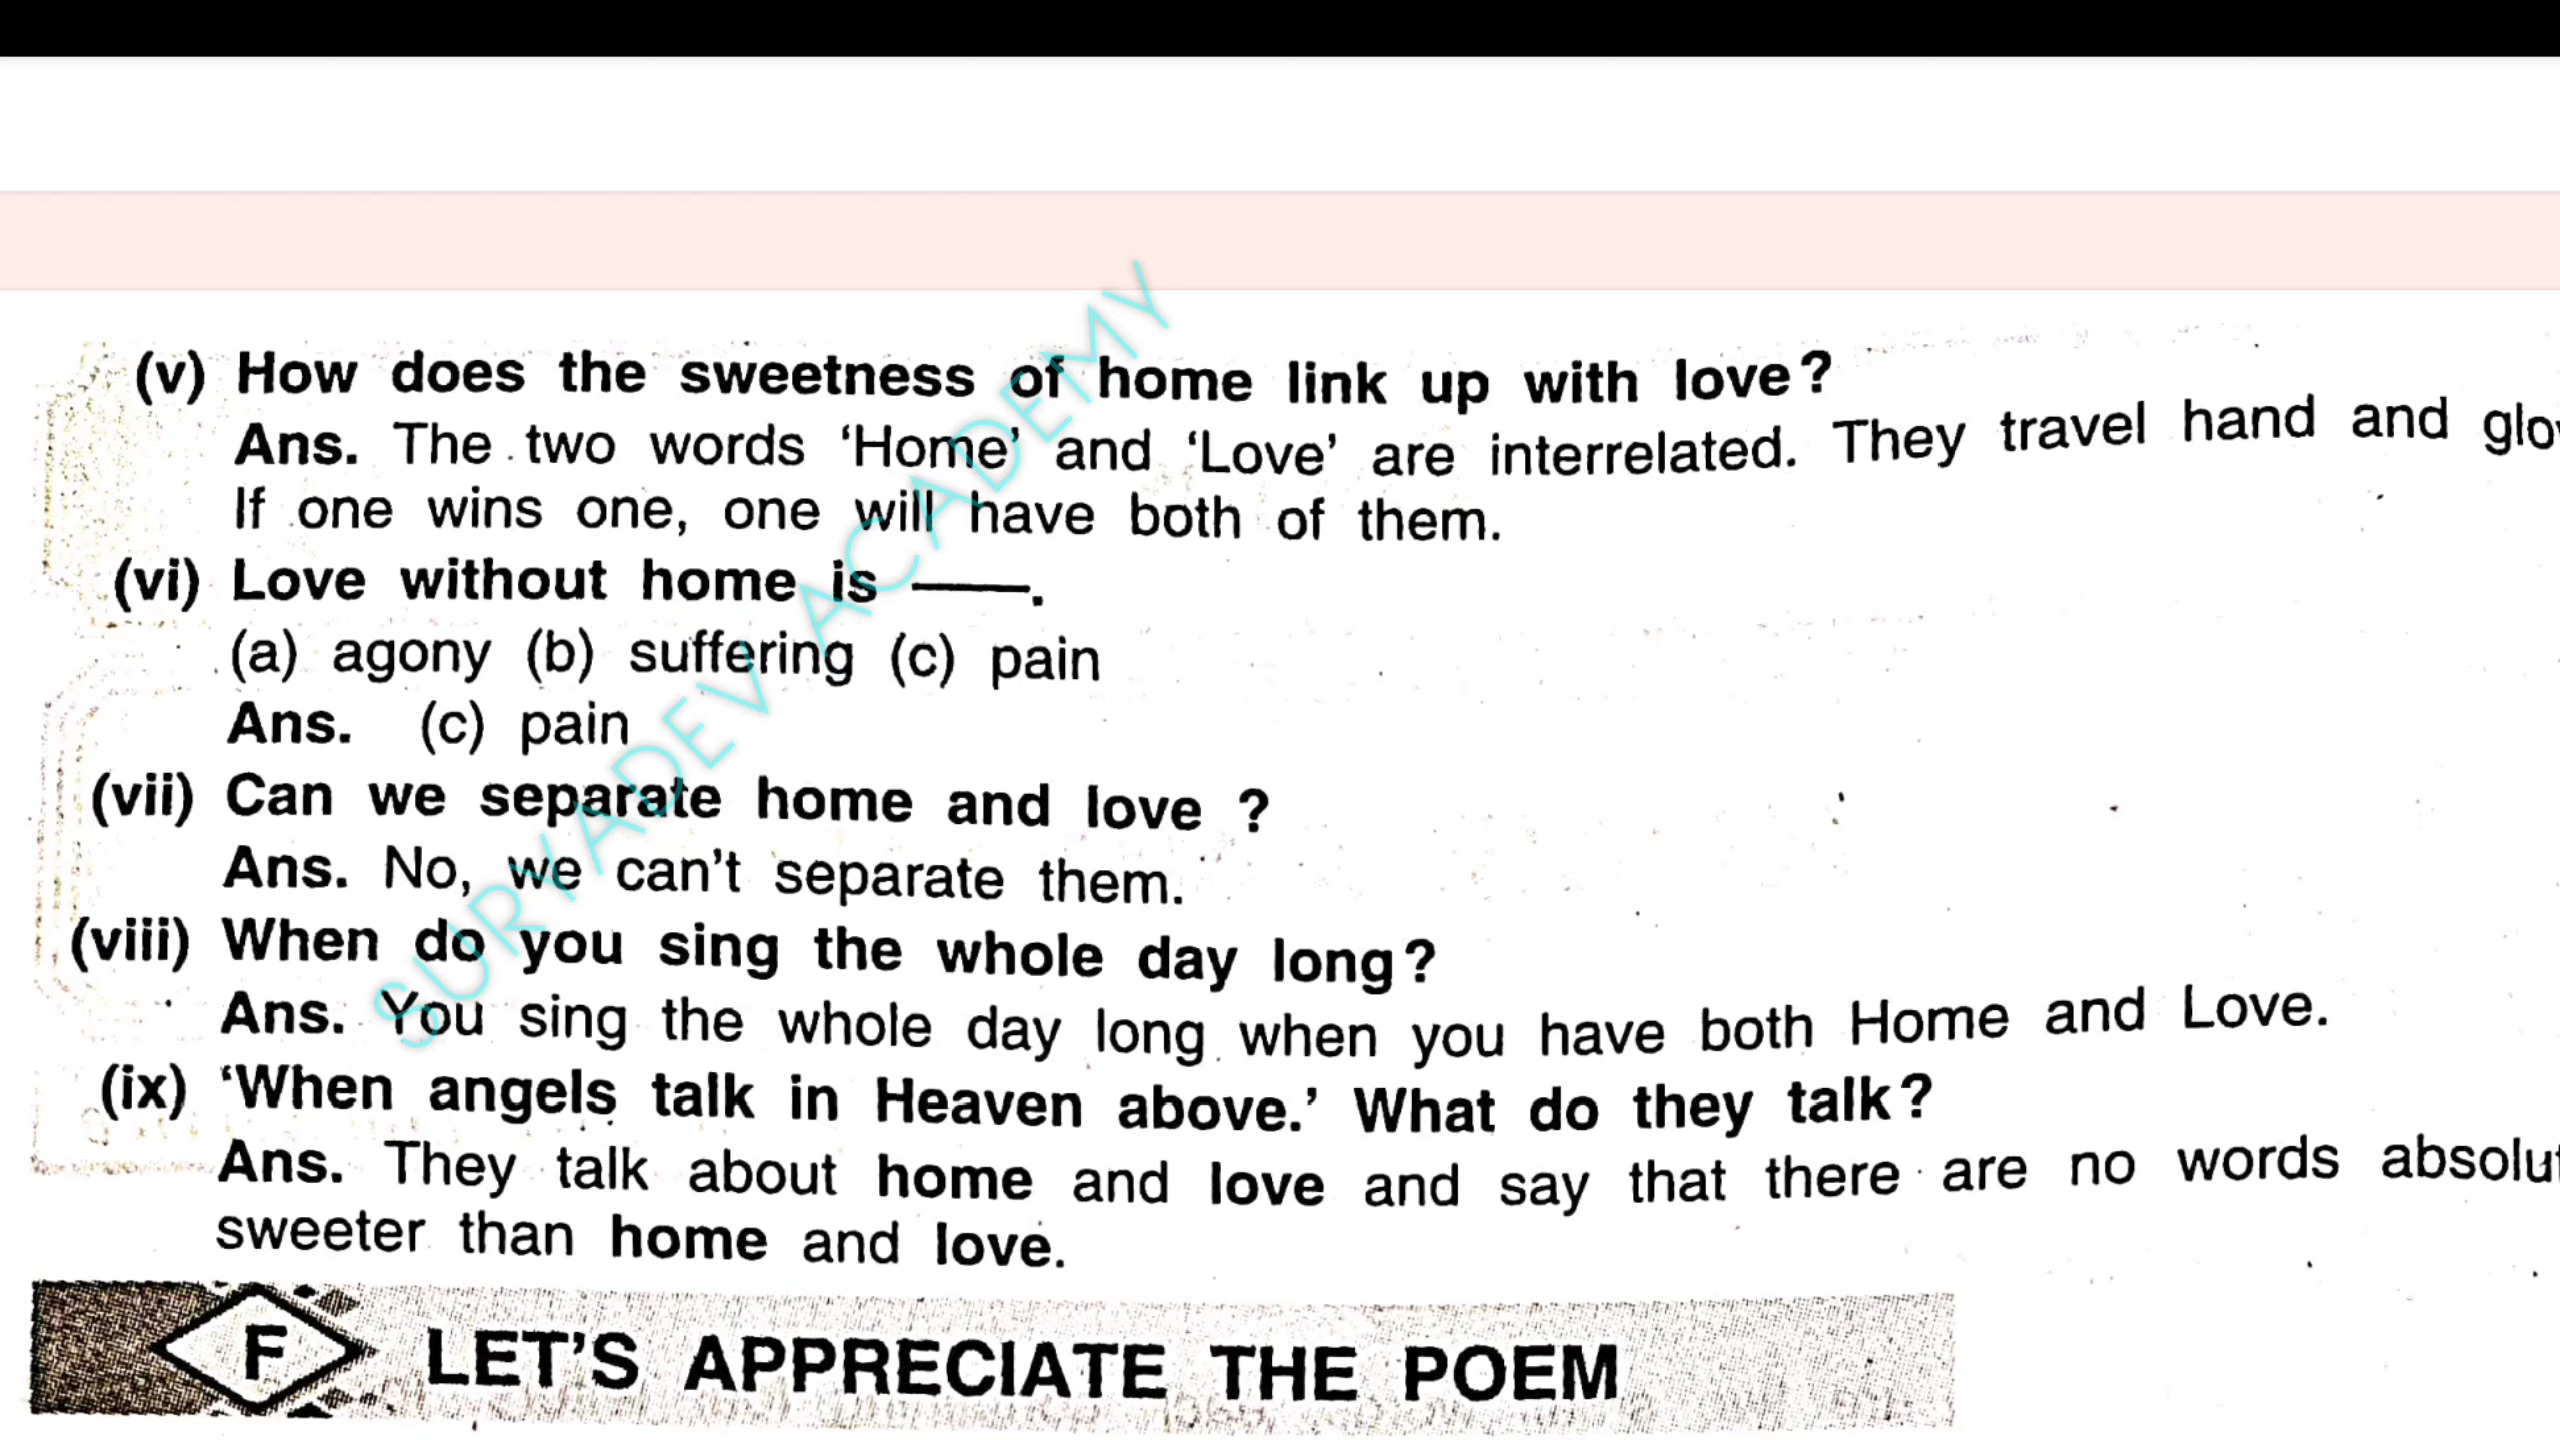 (v) How does the sweetness of home link up with love?
Ans. The two words ‘Home’ and ‘Love’ are interrelated. They travel hand and
If one wins one, one will have both of them.
(vi) Love without home is ——.
(a) agony (b) suffering (c) pain
Ans. (c) pain
(vii) Can we separate home and love ?
Ans. No, we can't separate them.
(viii) When do you sing the whole day long?
Ans. You sing the whole day long when you have both Home and Love.
(ix) ‘When angels talk in Heaven above.’ What do they talk?
Ans. They talk about home and love and say that there are no words
sweeter than home and love.
F LET'S APPRECIATE THE POEM
SURYADEV ACADEMY